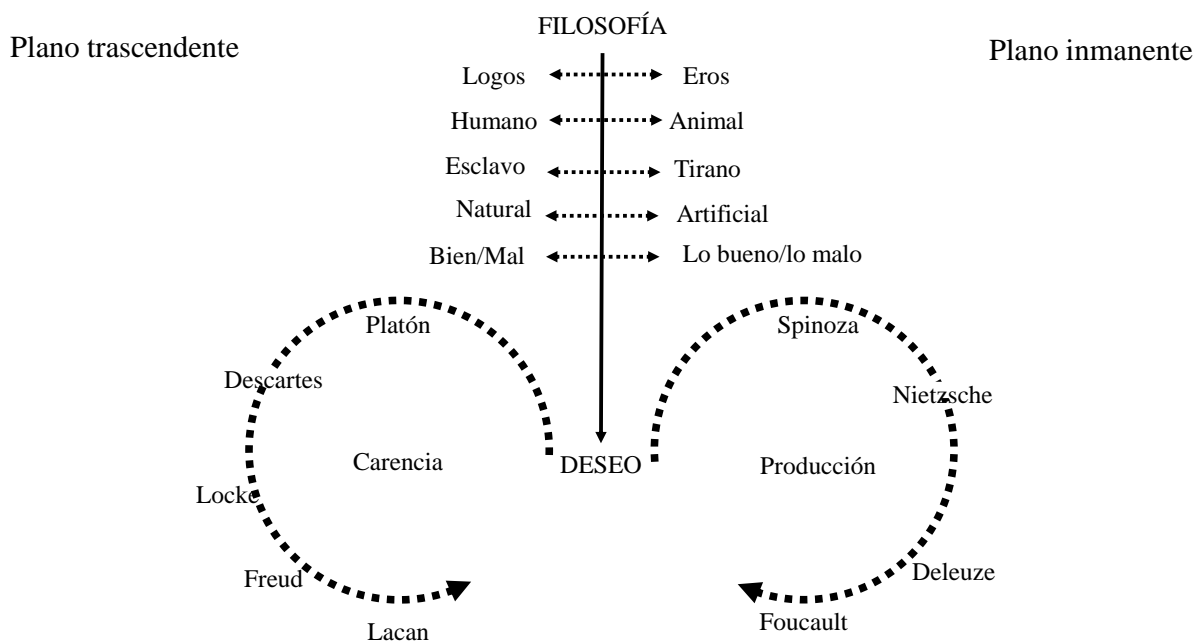 FILOSOFÍA
Plano trascendente
Plano inmanente
Logos
Eros
Humano
Animal
Esclavo
Tirano
Natural
Artificial
Bien/Mal
Lo bueno/lo malo
Platón
Spinoza
Descartes
Nietzsche
Carencia
DESEO
Producción
Locke
Freud
Deleuze
Lacan
Foucault